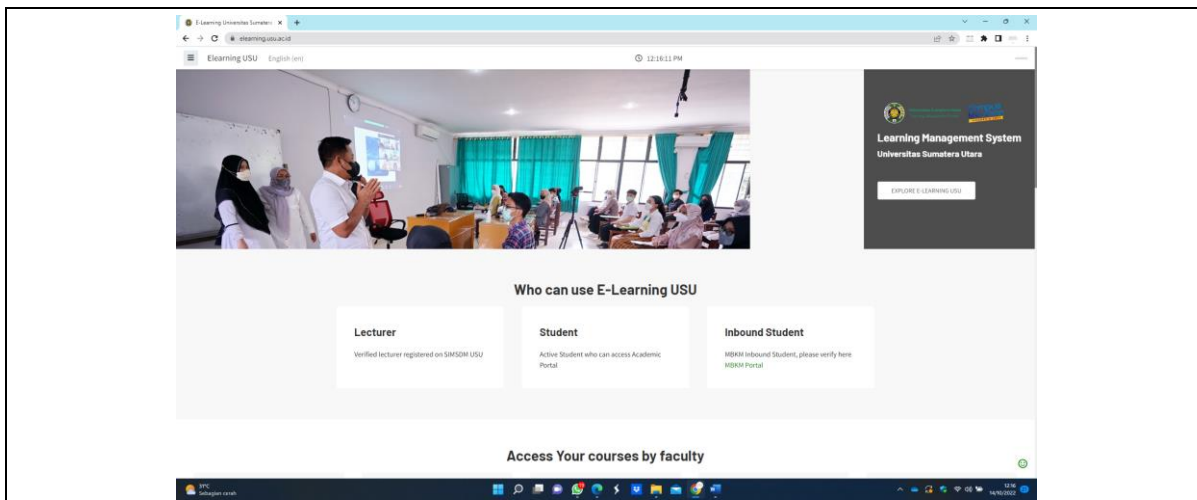 E-Learning Universitas Sumatera
elearning.usu.ac.id
Elearning USU English (en)
12:16:11 PM
Learning Management System
Universitas Sumatera Utara
EXPLORE E-LEARNING USU
Who can use E-Learning USU
Lecturer
Verified lecturer registered on SIMSDM USU
Student
Active Student who can access Academic
Portal
Inbound Student
MBKM Inbound Student, please verify here
MBKM Portal
Access Your courses by faculty
31°C
Sebagian cerah
12:16
14/10/2022